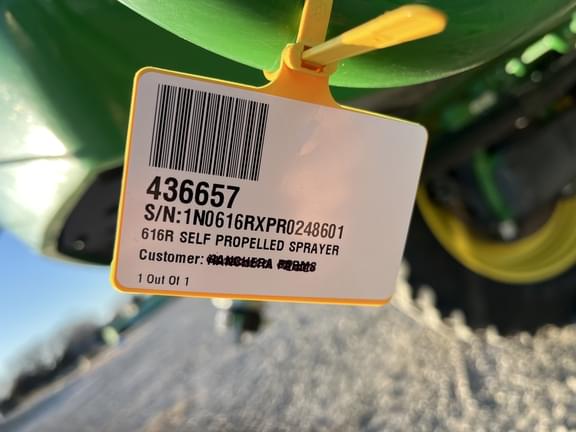 436657
S/N:1N0616RXPR0248601
616R SELF PROPELLED SPRAYER
Customer:
1 Out Of 1